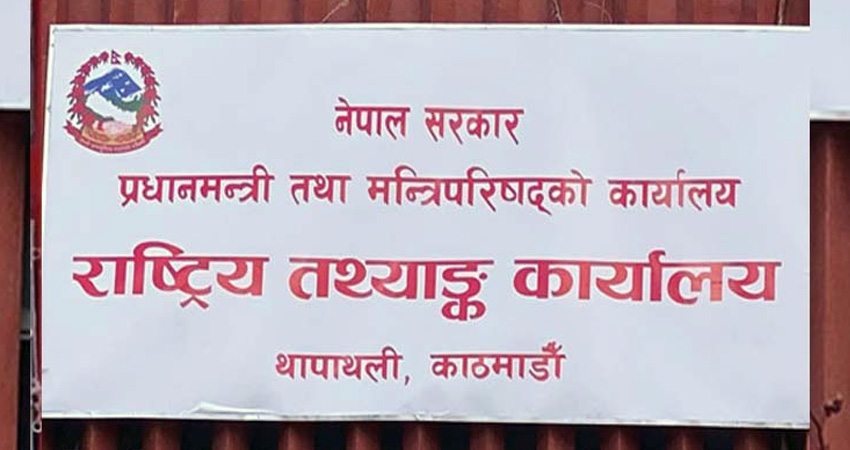 नेपाल सरकार
प्रधानमन्त्री तथा मन्त्रिपरिषद्को कार्यालय
राष्ट्रिय तथ्याङ्क कार्यालय
थापाथली, काठमाडौँ